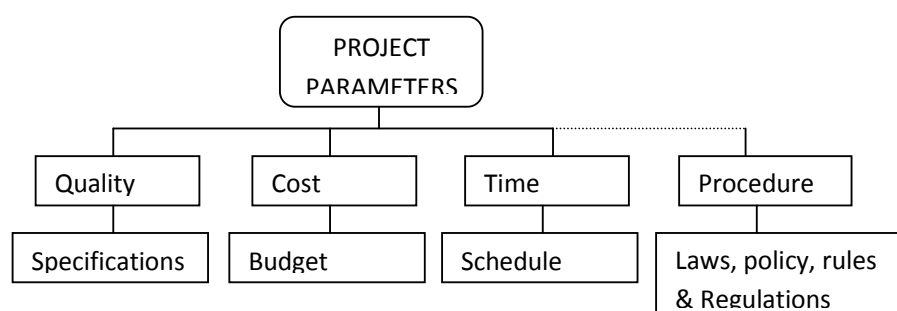 PROJECT
PARAMETERS
Quality
Cost
Time
Procedure
Specifications
Budget
Schedule
Laws, policy, rules
& Regulations